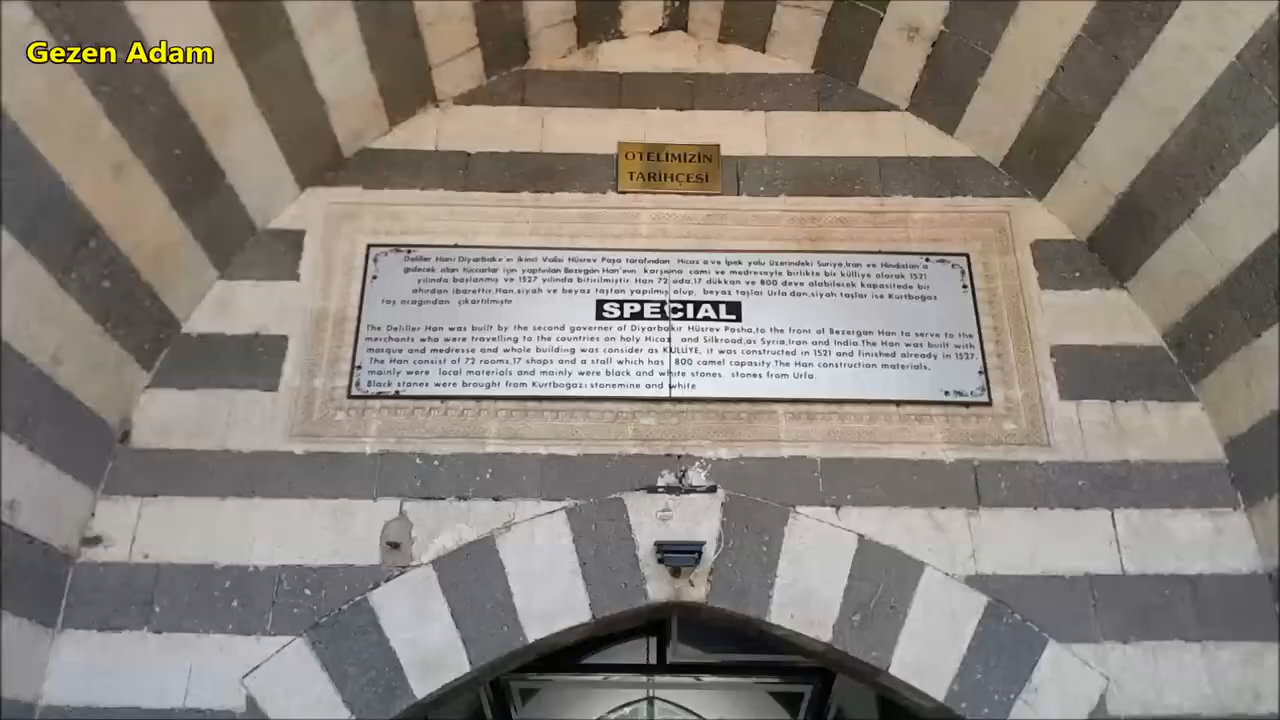 Gezen Adam
OTELİMİZİN
TARİHÇESİ
Deliller Hanı Diyarbakır'ın ikinci Valisi Hüsrev Paşa tarafından Hicaz'a ve İpek yolu üzerindeki Suriye,İran ve Hindistan'a
gidecek olan tüccarlar için yaptırılan Bezergan Han'ının karşısına cami ve medreseyle birlikte bir külliye olarak 1521
yılında başlanmış ve 1527 yılında bitirilmiştir. Han 72 oda,17 dükkan ve 800 deve alabilecek kapasitede bir
ahırdan ibarettir.Han,siyah ve beyaz taştan yapılmış olup, beyaz taşlar Urfa'dan,siyah taşlar ise Kurtboğaz
taş ocağından çıkartılmıştır
SPECIAL
The Deliller Han was built by the second governer of Diyarbakır Hüsrev Pasha,to the front of Bezergan Han to serve to the
merchants who were travelling to the countries on holy Hicaz and Silkroad,as Syria,Iran and India.The Han was built with
masque and medresse and whole building was consider as KÜLLİYE, it was constructed in 1521 and finished already in 1527.
The Han consist of 72 rooms,17 shops and a stall which has 800 camel capasity.The Han construction materials,
mainly were local materials and mainly were black and white stones. stones from Urfa.
Black stones were brought from Kurtboğazı stonemine and white